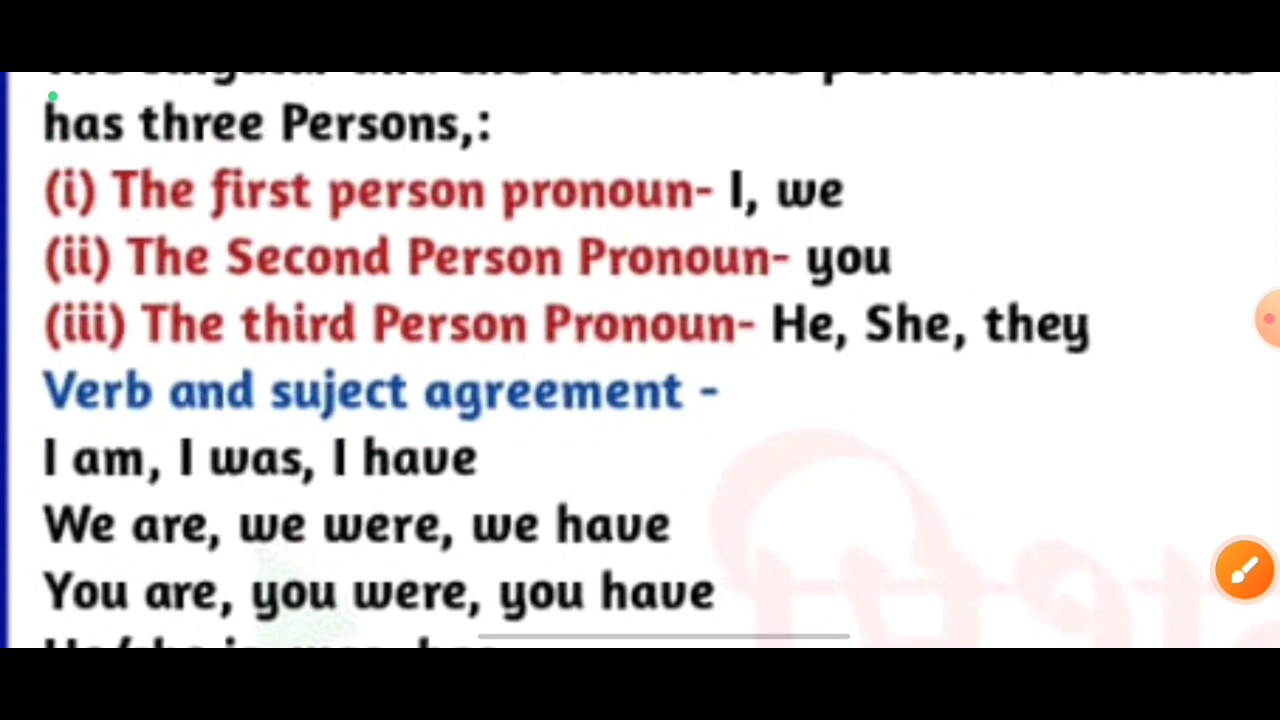 has three Persons,:
(i) The first person pronoun- I, we
(ii) The Second Person Pronoun- you
(iii) The third Person Pronoun- He, She, they
Verb and suject agreement -
I am, I was, I have
We are, we were, we have
You are, you were, you have